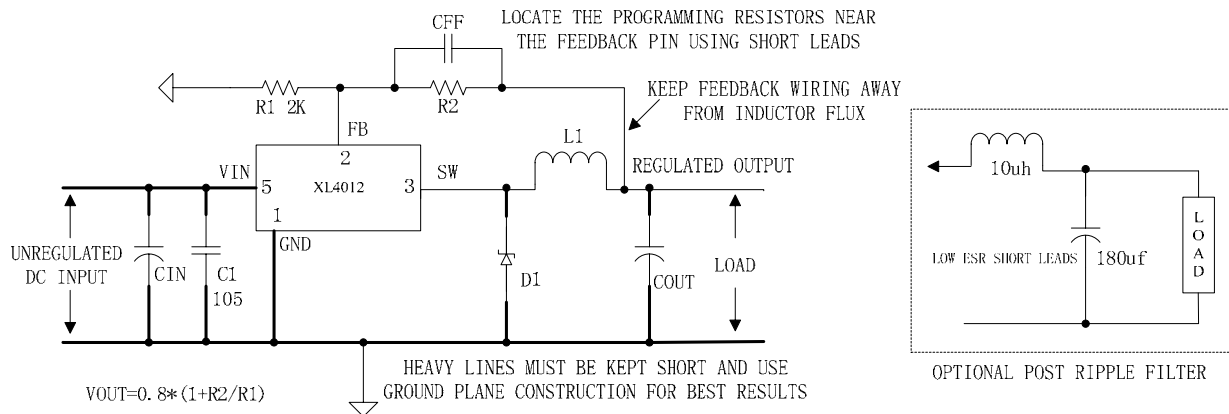 LOCATE THE PROGRAMMING RESISTORS NEAR
THE FEEDBACK PIN USING SHORT LEADS
CFF
R1 2K
R2
KEEP FEEDBACK WIRING AWAY
FROM INDUCTOR FLUX
FB
2
VIN
5
XL4012
3
SW
L1
REGULATED OUTPUT
1
GND
UNREGULATED
DC INPUT
CIN
C1
105
D1
COUT
LOAD
HEAVY LINES MUST BE KEPT SHORT AND USE
GROUND PLANE CONSTRUCTION FOR BEST RESULTS
VOUT=0.8*(1+R2/R1)
10uh
LOW ESR SHORT LEADS
180uf
LOAD
OPTIONAL POST RIPPLE FILTER